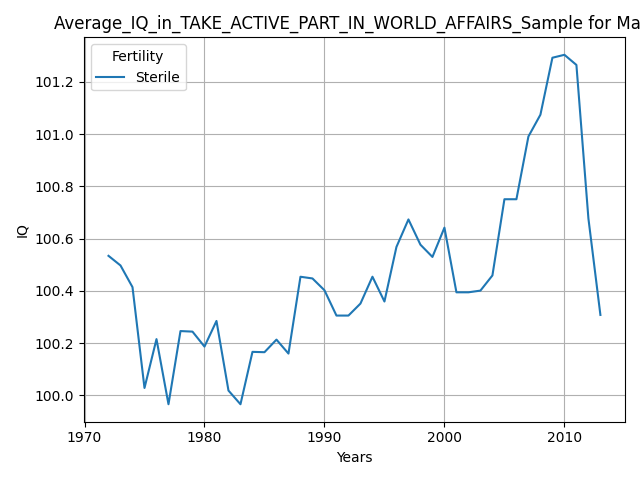 Average_IQ_in_TAKE_ACTIVE_PART_IN_WORLD_AFFAIRS_Sample for Ma
Fertility
Sterile
101.2
101.0
100.8
100.6
100.4
100.2
100.0
IQ
1970
1980
1990
2000
2010
Years